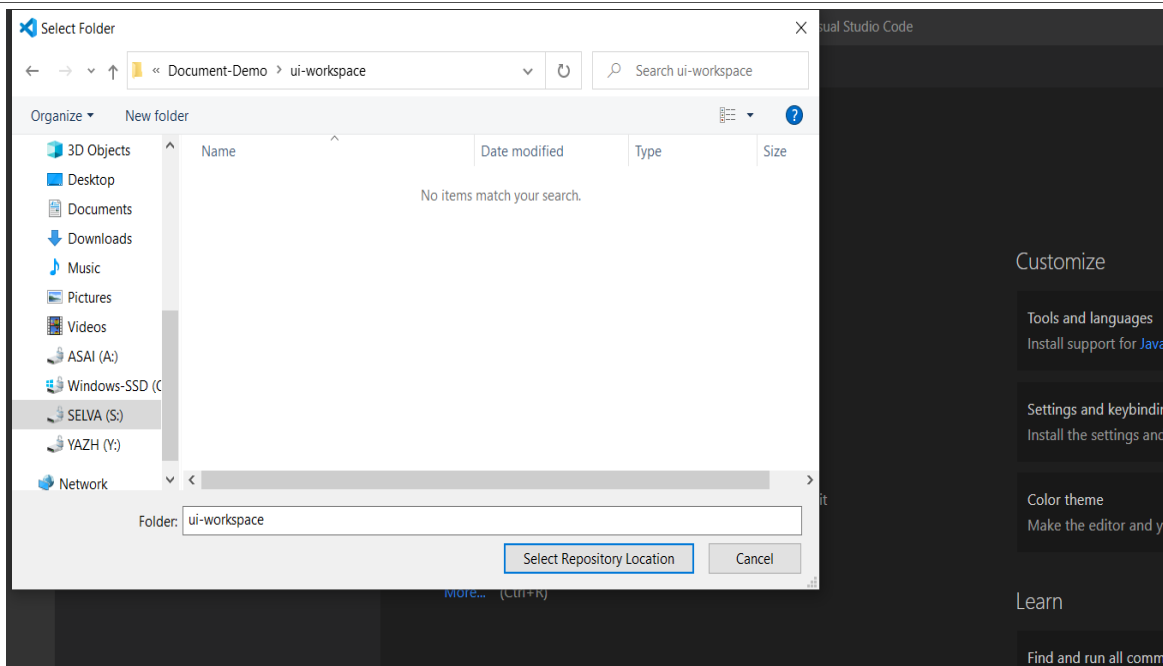 Select Folder
sual Studio Code
« Document-Demo > ui-workspace
Search ui-workspace
Organize
New folder
?
Name
Date modified
Type
Size
No items match your search.
3D Objects
Desktop
Documents
Downloads
Music
Pictures
Videos
ASAI (A:)
Windows-SSD (C
SELVA (S:)
YAZH (Y:)
Network
Folder:
ui-workspace
Select Repository Location
Cancel
Customize
Tools and languages
Install support for Java
Settings and keybindin
Install the settings and
it
Color theme
Make the editor and y
More... (Ctrl+R)
Learn
Find and run all comm